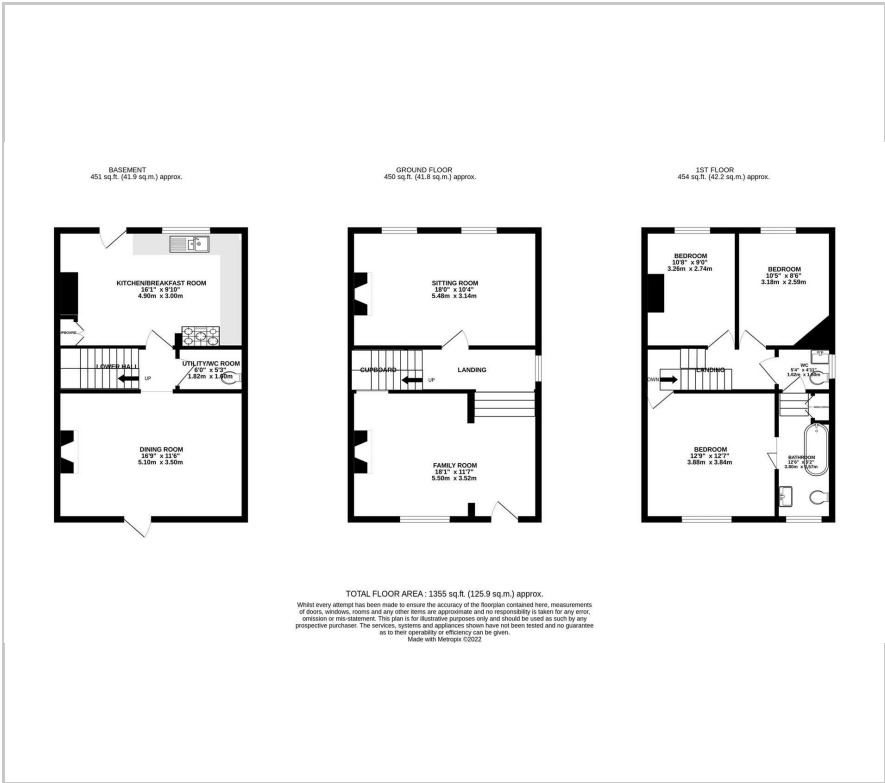 BASEMENT
451 sq.ft. (41.9 sq.m.) approx.
KITCHEN/BREAKFAST ROOM
16'1" x 9'10"
4.90m x 3.00m
LOWER HALL
UP
UTILITY/WC ROOM
6'0" x 5'3"
1.82m x 1.60m
DINING ROOM
16'9" x 11'6"
5.10m x 3.50m
GROUND FLOOR
450 sq.ft. (41.8 sq.m.) approx.
SITTING ROOM
18'0" x 10'4"
5.48m x 3.14m
CUPBOARD
UP
LANDING
FAMILY ROOM
18'1" x 11'7"
5.50m x 3.52m
1ST FLOOR
454 sq.ft. (42.2 sq.m.) approx.
BEDROOM
10'8" x 9'0"
3.26m x 2.74m
BEDROOM
10'5" x 8'6"
3.18m x 2.59m
DOWN
LANDING
WC
5'4" x 4'11"
BEDROOM
12'9" x 12'7"
3.88m x 3.84m
BATHROOM
TOTAL FLOOR AREA : 1355 sq.ft. (125.9 sq.m.) approx.
Whilst every attempt has been made to ensure the accuracy of the floorplan contained here, measurements
of doors, windows, rooms and any other items are approximate and no responsibility is taken for any error,
omission or mis-statement. This plan is for illustrative purposes only and should be used as such by any
prospective purchaser. The services, systems and appliances shown have not been tested and no guarantee
as to their operability or efficiency can be given.
Made with Metropix ©2022